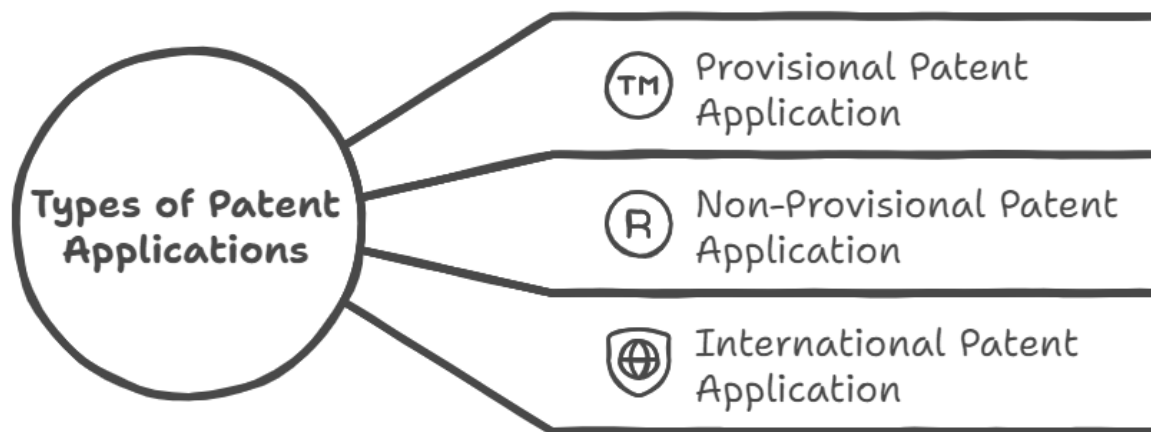 Types of Patent
Applications
TM
Provisional Patent
Application
R
Non-Provisional Patent
Application
International Patent
Application